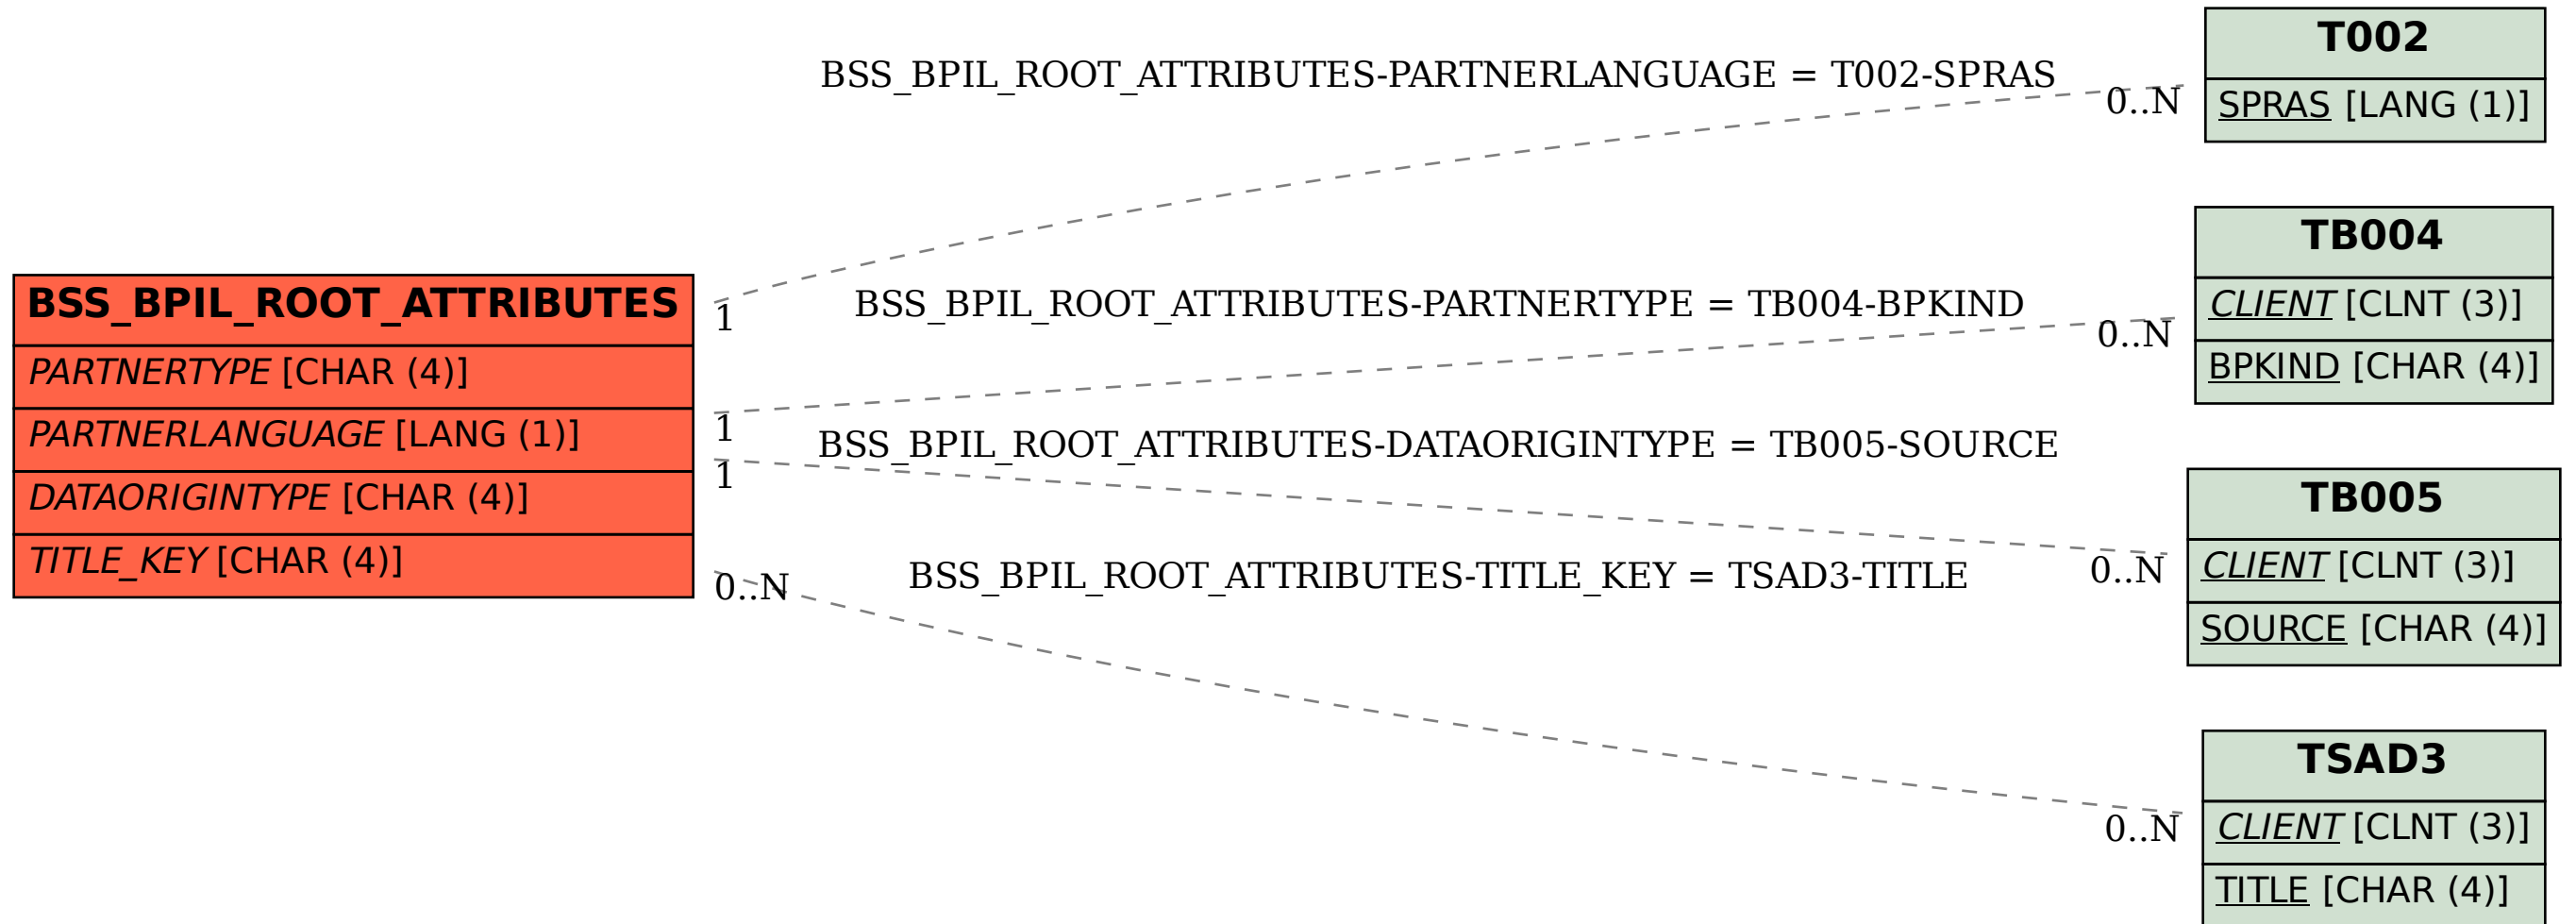 BSS_BPIL_ROOT_ATTRIBUTES
PARTNERTYPE [CHAR (4)]
PARTNERLANGUAGE [LANG (1)]
DATAORIGINTYPE [CHAR (4)]
TITLE_KEY [CHAR (4)]
BSS_BPIL_ROOT_ATTRIBUTES-PARTNERLANGUAGE = T002-SPRAS
0..N
1
BSS_BPIL_ROOT_ATTRIBUTES-PARTNERTYPE = TB004-BPKIND
0..N
1
BSS_BPIL_ROOT_ATTRIBUTES-DATAORIGINTYPE = TB005-SOURCE
1
0..N
BSS_BPIL_ROOT_ATTRIBUTES-TITLE_KEY = TSAD3-TITLE
0..N
0..N
T002
SPRAS [LANG (1)]
TB004
CLIENT [CLNT (3)]
BPKIND [CHAR (4)]
TB005
CLIENT [CLNT (3)]
SOURCE [CHAR (4)]
TSAD3
CLIENT [CLNT (3)]
TITLE [CHAR (4)]